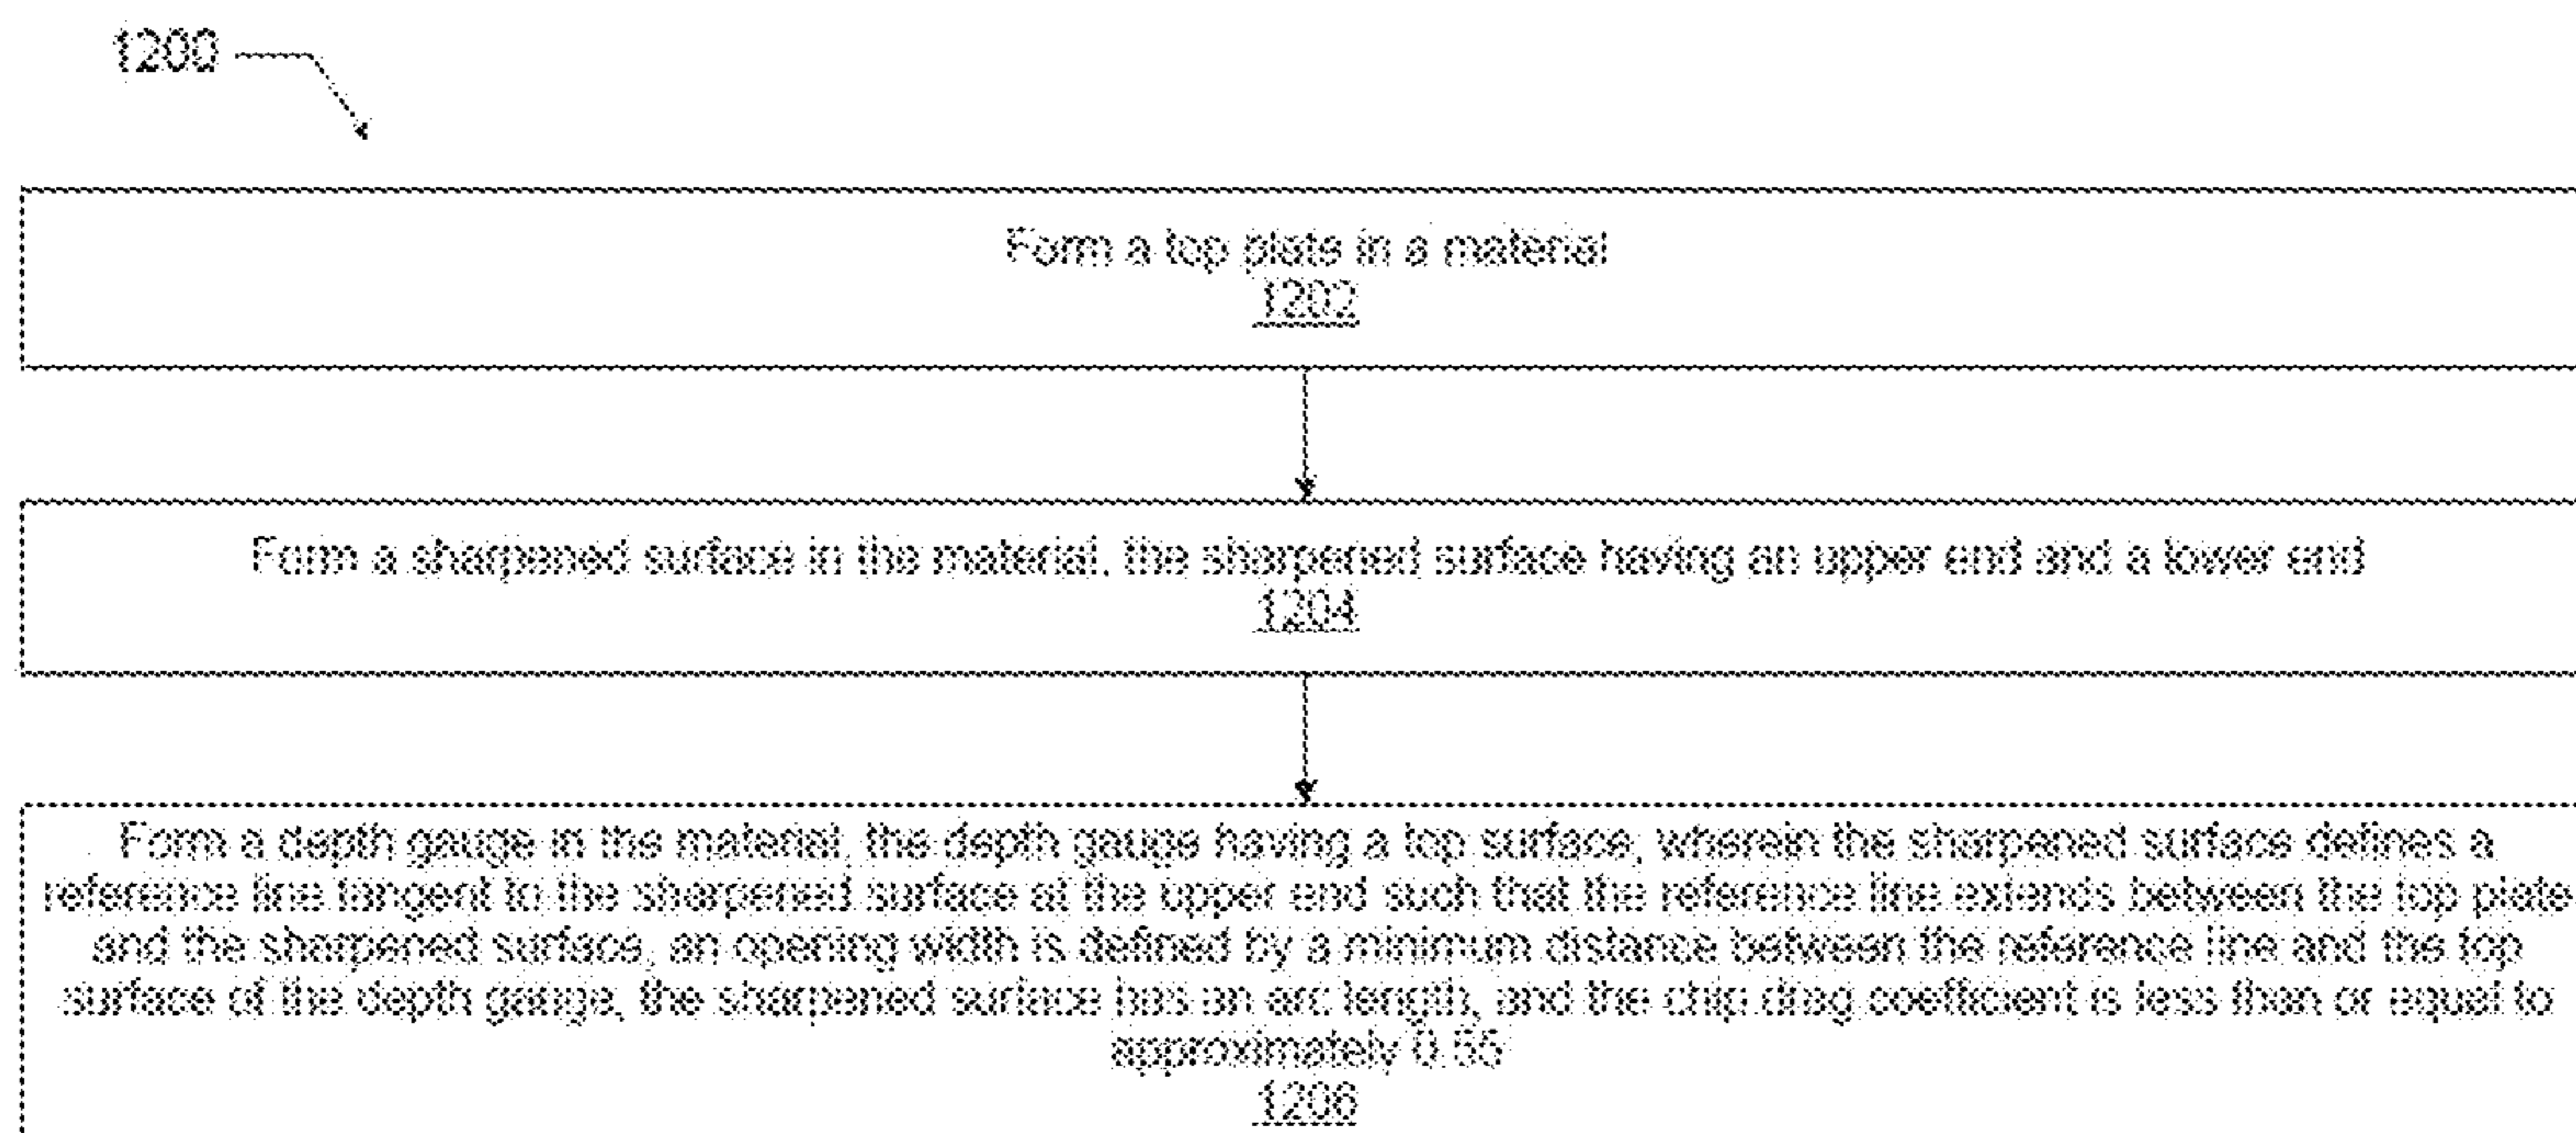 1200
Form a top plate in a material
1202
Form a sharpened surface in the material, the sharpened surface having an upper end and a lower end
1204
Form a depth gauge in the material, the depth gauge having a top surface, wherein the sharpened surface defines a
reference line tangent to the sharpened surface at the upper end such that the reference line extends between the top plate
and the sharpened surface, an opening width is defined by a minimum distance between the reference line and the top
surface of the depth gauge, the sharpened surface has an arc length, and the chip drag coefficient is less than or equal to
approximately 0.55
1206